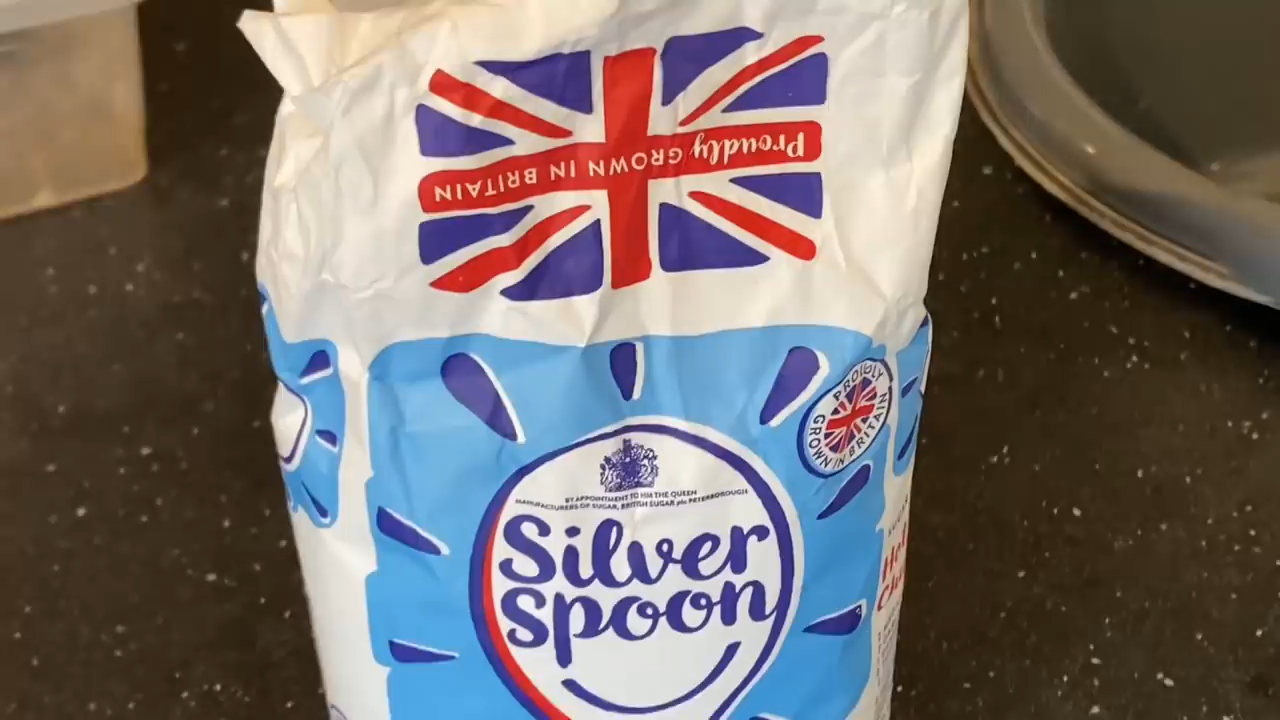 Proudly GROWN IN BRITAIN
PROUDLY
GROWN IN BRITAIN
BY APPOINTMENT TO HM THE QUEEN
MANUFACTURERS OF SUGAR, BRITISH SUGAR plc PETERBOROUGH
Silver
Spoon